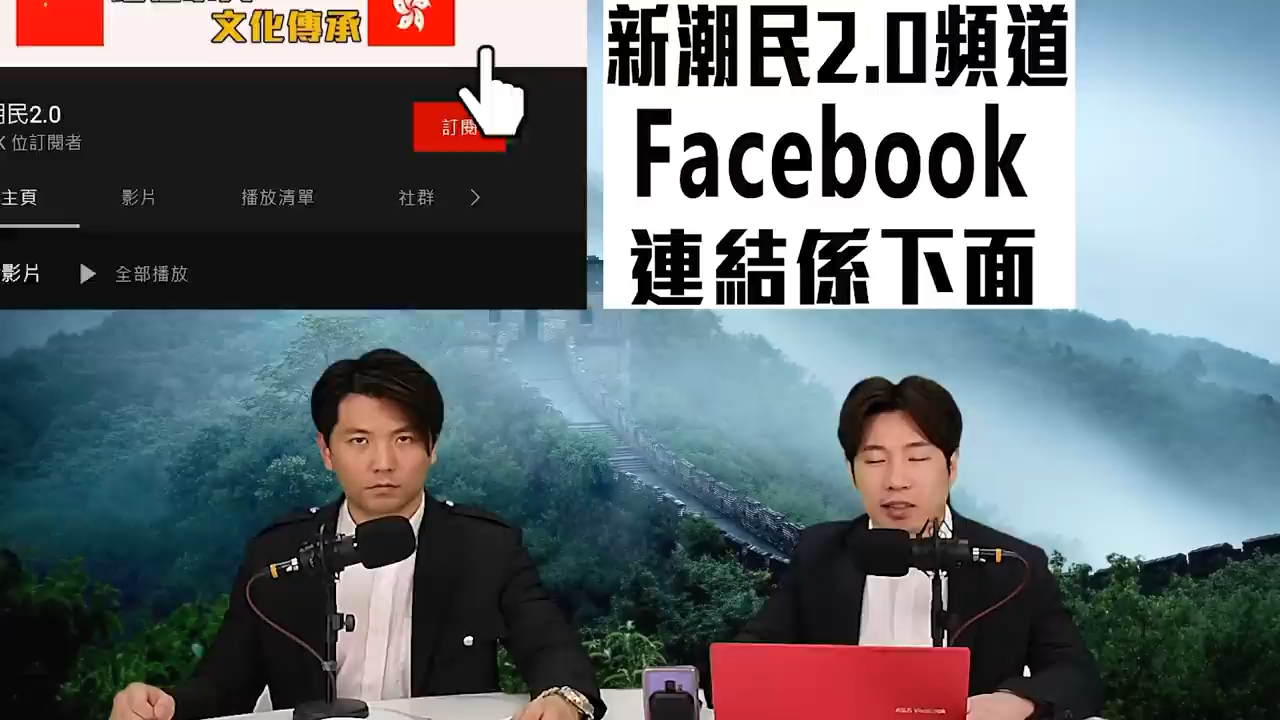 文化傳承
新潮民2.0頻道
Facebook
連結係下面
民2.0
K 位訂閱者
訂閱
主頁
影片
播放清單
社群
影片
全部播放
ASUS VivoBook